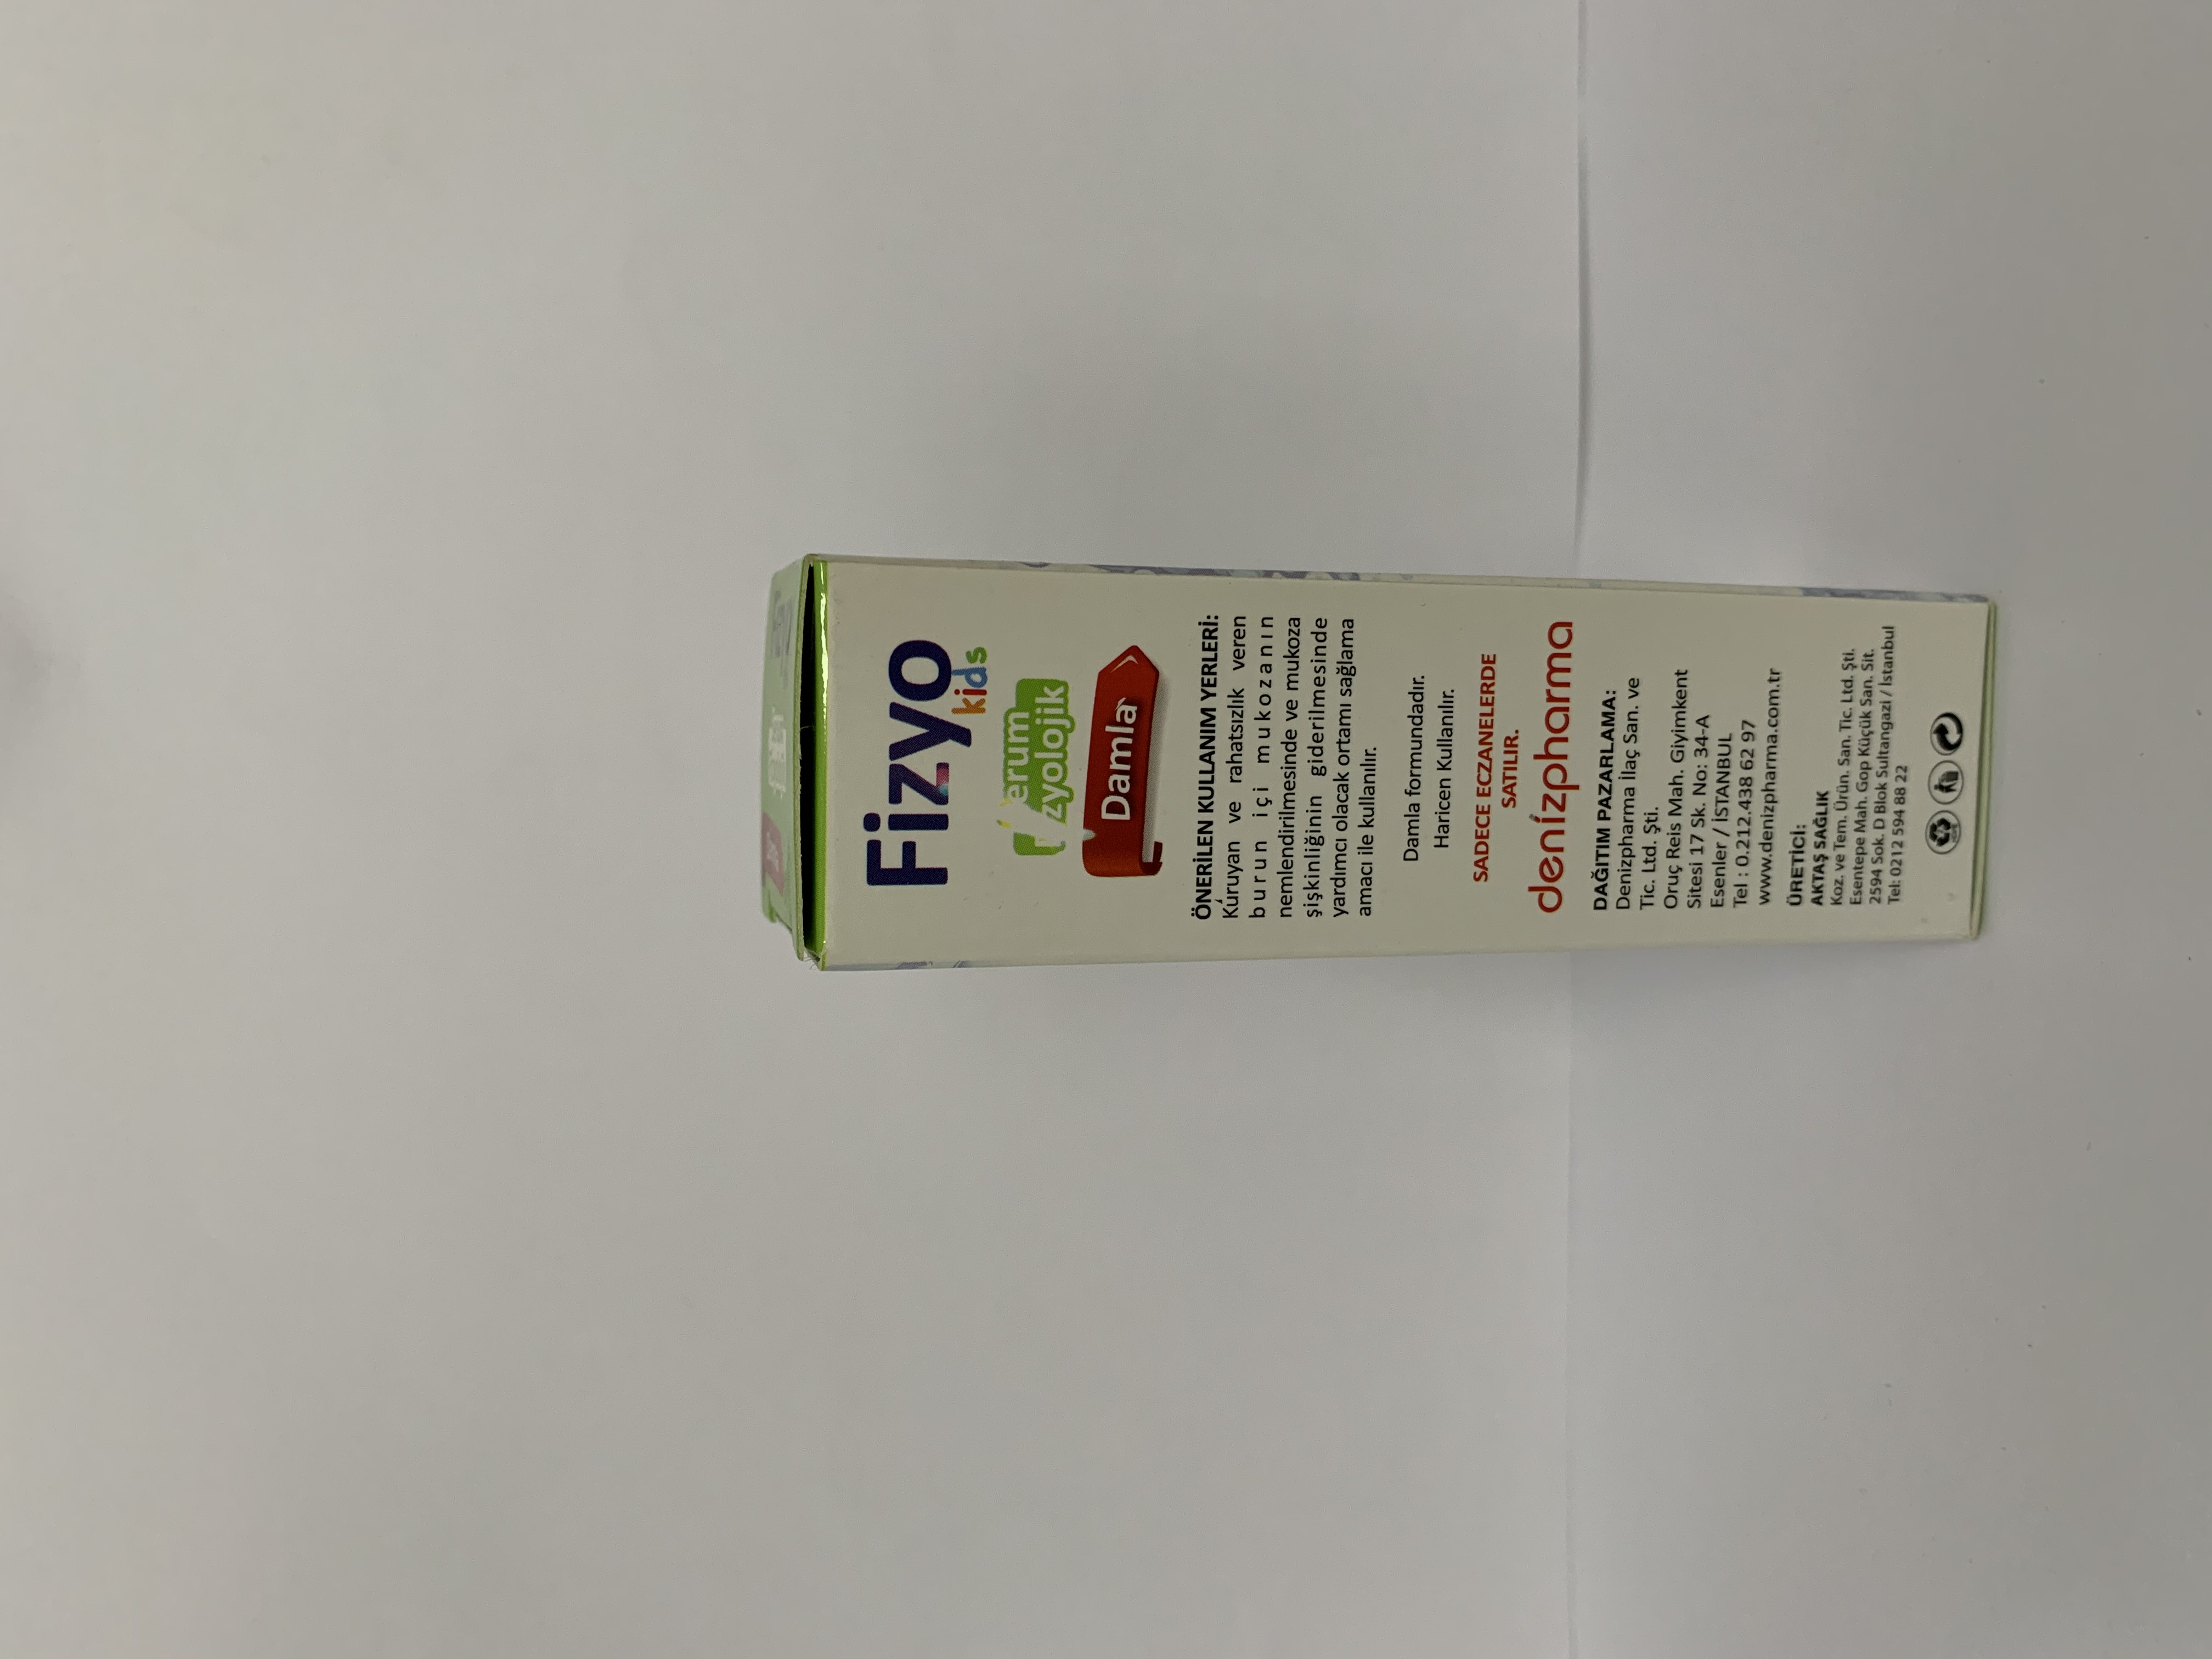 Fizyo
kids
erum
zyolojik
Damla
ÖNERİLEN KULLANIM YERLERİ:
Kuruyan ve rahatsızlık veren
burun içi mukozanın
nemlendirilmesinde ve mukoza
şişkinliğinin giderilmesinde
yardımcı olacak ortamı sağlama
amacı ile kullanılır.
Damla formundadır.
Haricen Kullanılır.
SADECE ECZANELERDE
SATILIR.
denizpharma
DAĞITIM PAZARLAMA:
Denizpharma İlaç San. ve
Tic. Ltd. Şti.
Oruç Reis Mah. Giyimkent
Sitesi 17 Sk. No: 34-A
Esenler / İSTANBUL
Tel : 0.212.438 62 97
www.denizpharma.com.tr
ÜRETİCİ:
AKTAŞ SAĞLIK
Koz. ve Tem. Ürün. San. Tic. Ltd. Şti.
Esentepe Mah. Gop Küçük San. Sit.
2594 Sok. D Blok Sultangazi / İstanbul
Tel: 0212 594 88 22